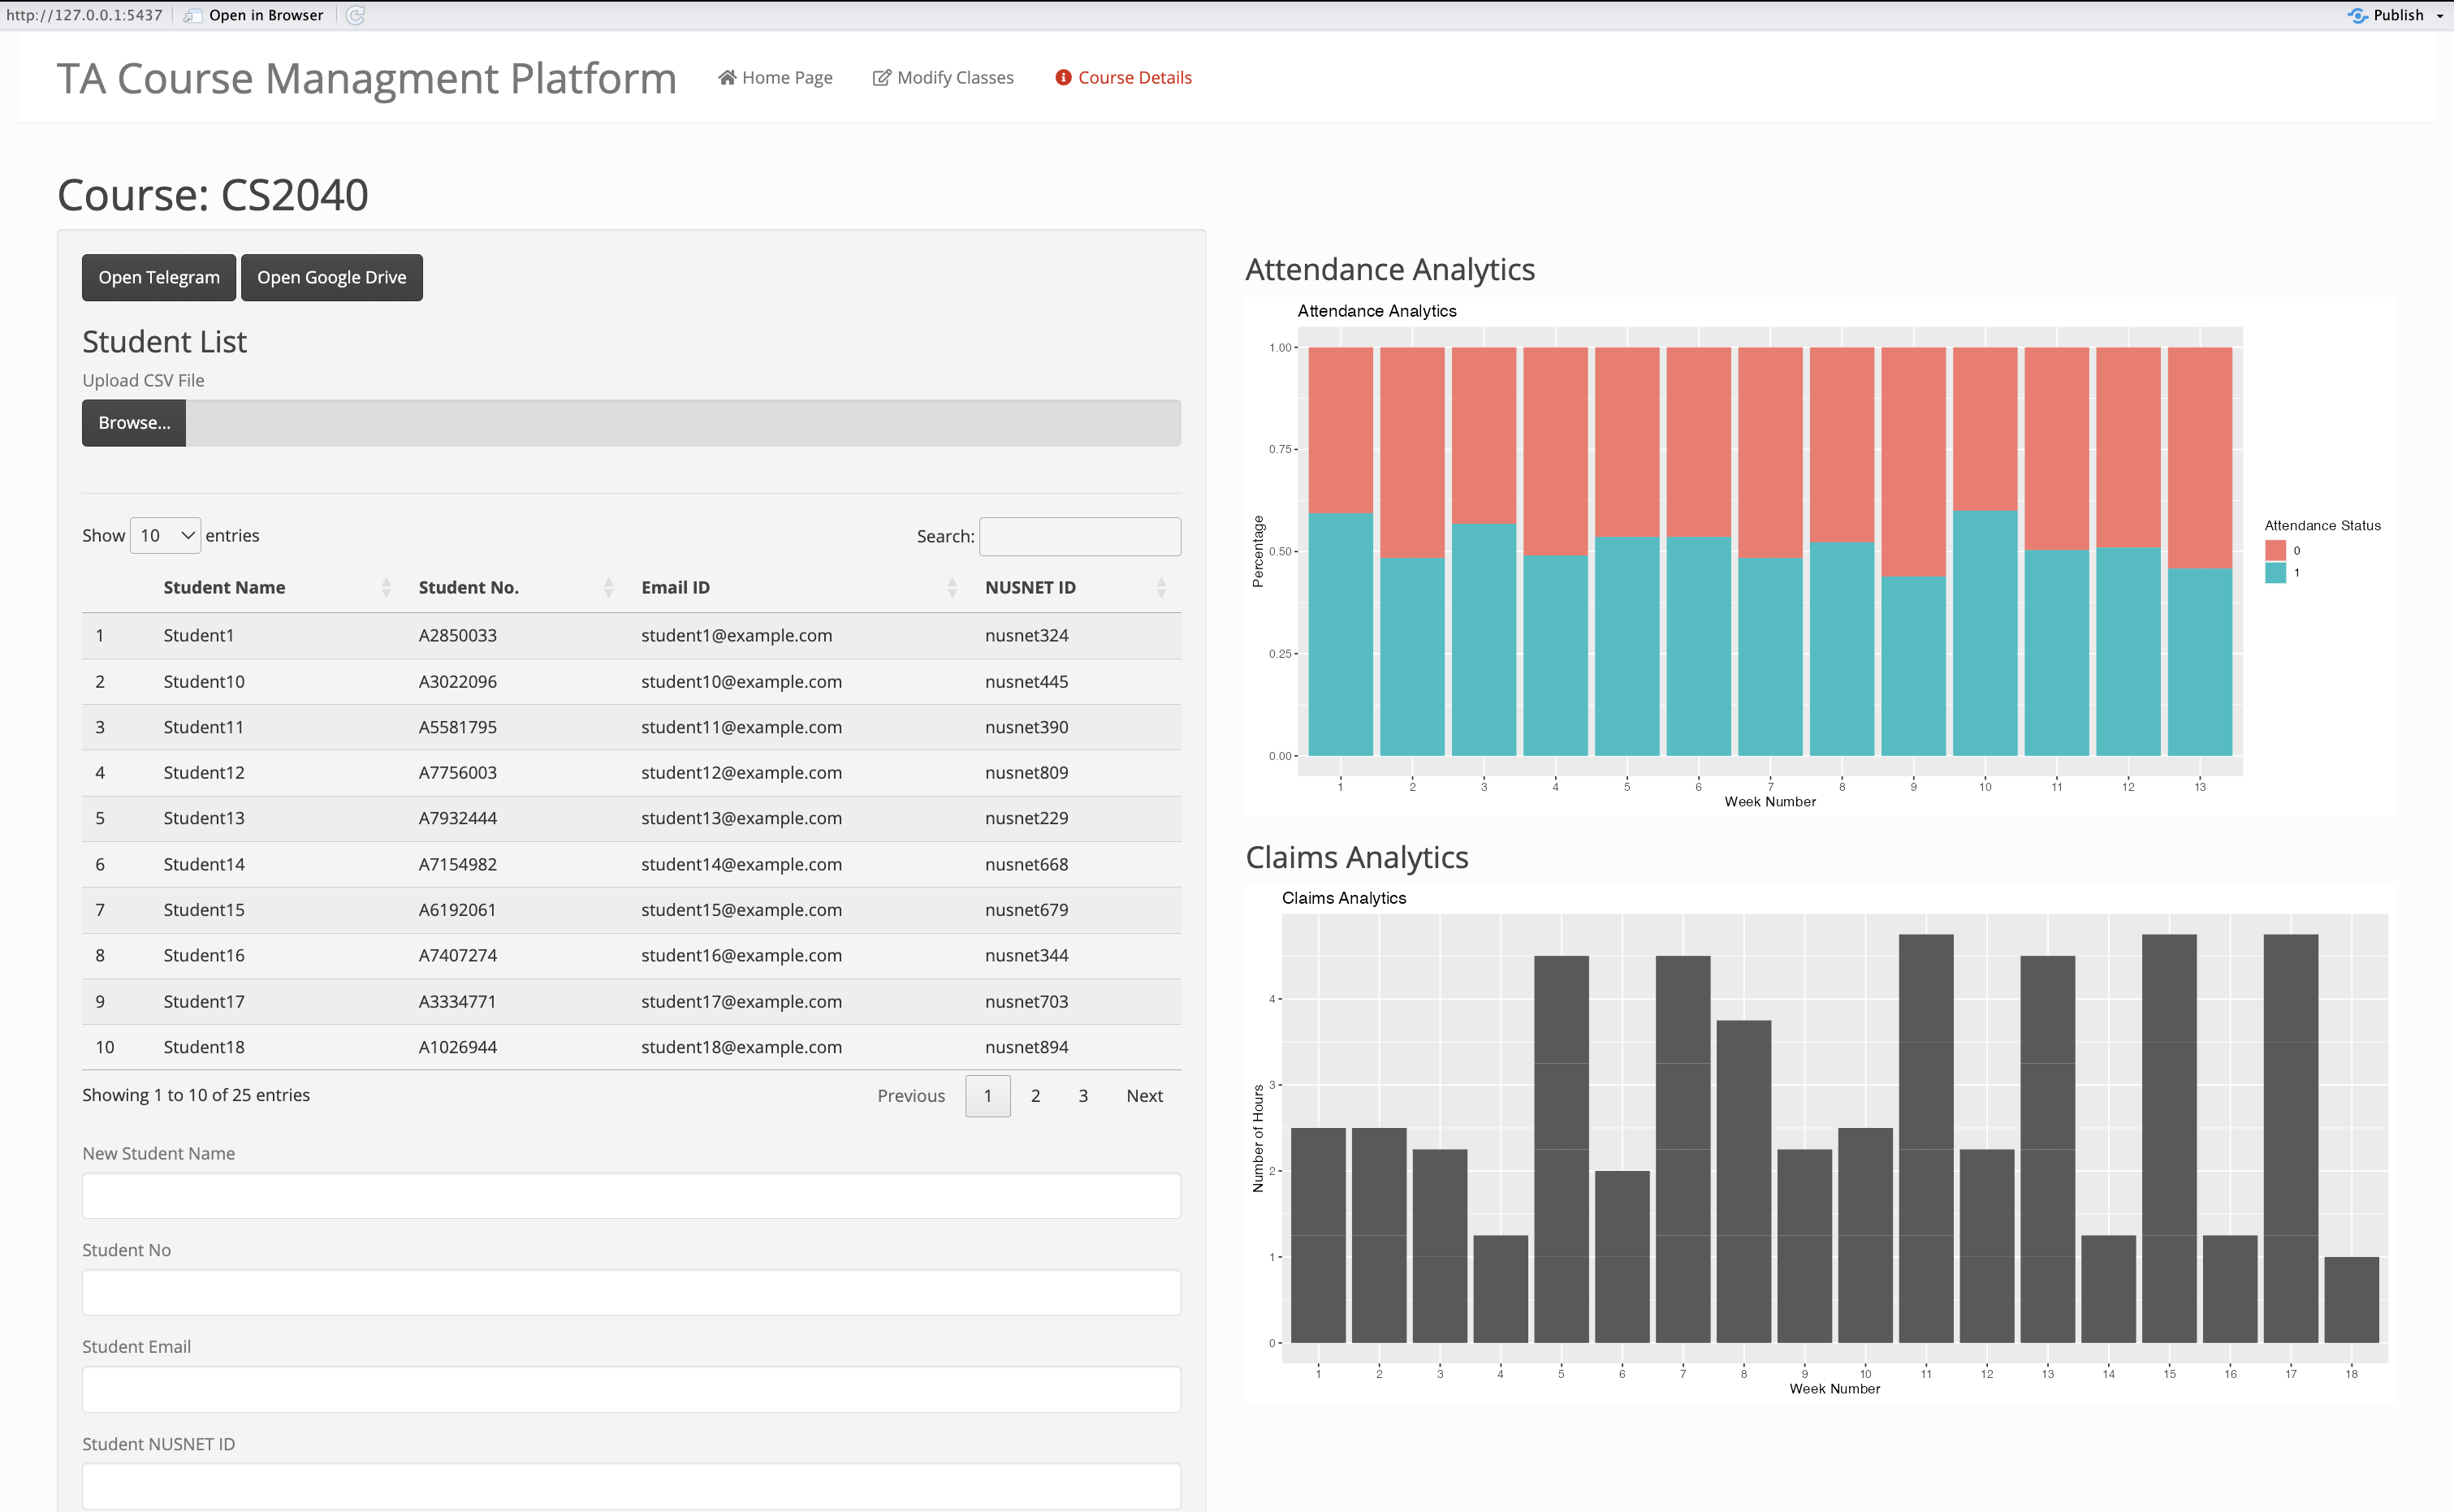 http://127.0.0.1:5437 Open in Browser Publish
TA Course Managment Platform Home Page Modify Classes Course Details
Course: CS2040
Open Telegram Open Google Drive
Student List
Upload CSV File
Browse...
Show 10 entries Search:
Student Name Student No. Email ID NUSNET ID
1 Student1 A2850033 student1@example.com nusnet324
2 Student10 A3022096 student10@example.com nusnet445
3 Student11 A5581795 student11@example.com nusnet390
4 Student12 A7756003 student12@example.com nusnet809
5 Student13 A7932444 student13@example.com nusnet229
6 Student14 A7154982 student14@example.com nusnet668
7 Student15 A6192061 student15@example.com nusnet679
8 Student16 A7407274 student16@example.com nusnet344
9 Student17 A3334771 student17@example.com nusnet703
10 Student18 A1026944 student18@example.com nusnet894
Showing 1 to 10 of 25 entries Previous 1 2 3 Next
New Student Name
Student No
Student Email
Student NUSNET ID
Attendance Analytics
Attendance Analytics
1.00
0.75
0.50
0.25
0.00
Percentage
1 2 3 4 5 6 7 8 9 10 11 12 13
Week Number
Attendance Status
0
1
Claims Analytics
Claims Analytics
4
3
2
1
0
Number of Hours
1 2 3 4 5 6 7 8 9 10 11 12 13 14 15 16 17 18
Week Number